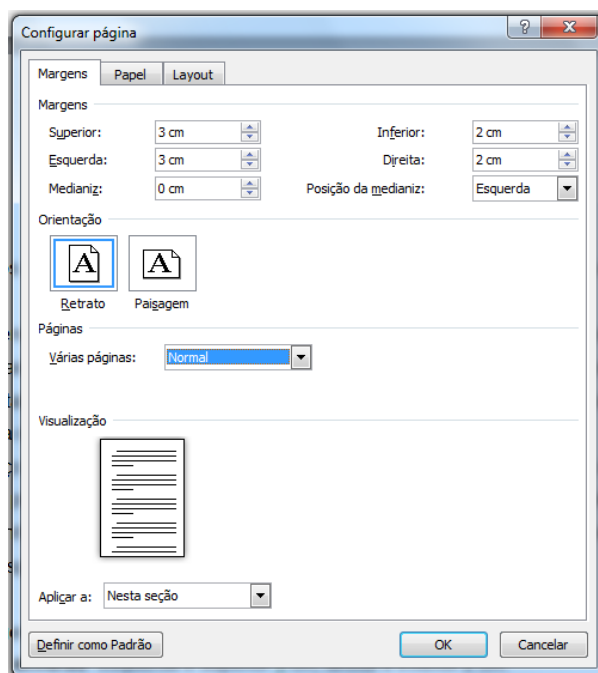 Configurar página
Margens Papel Layout
Margens
Superior: 3 cm Inferior: 2 cm
Esquerda: 3 cm Direita: 2 cm
Medianiz: 0 cm Posição da medianiz: Esquerda
Orientação
A A
Retrato Paisagem
Páginas
Várias páginas: Normal
Visualização
Aplicar a: Nesta seção
Definir como Padrão OK Cancelar